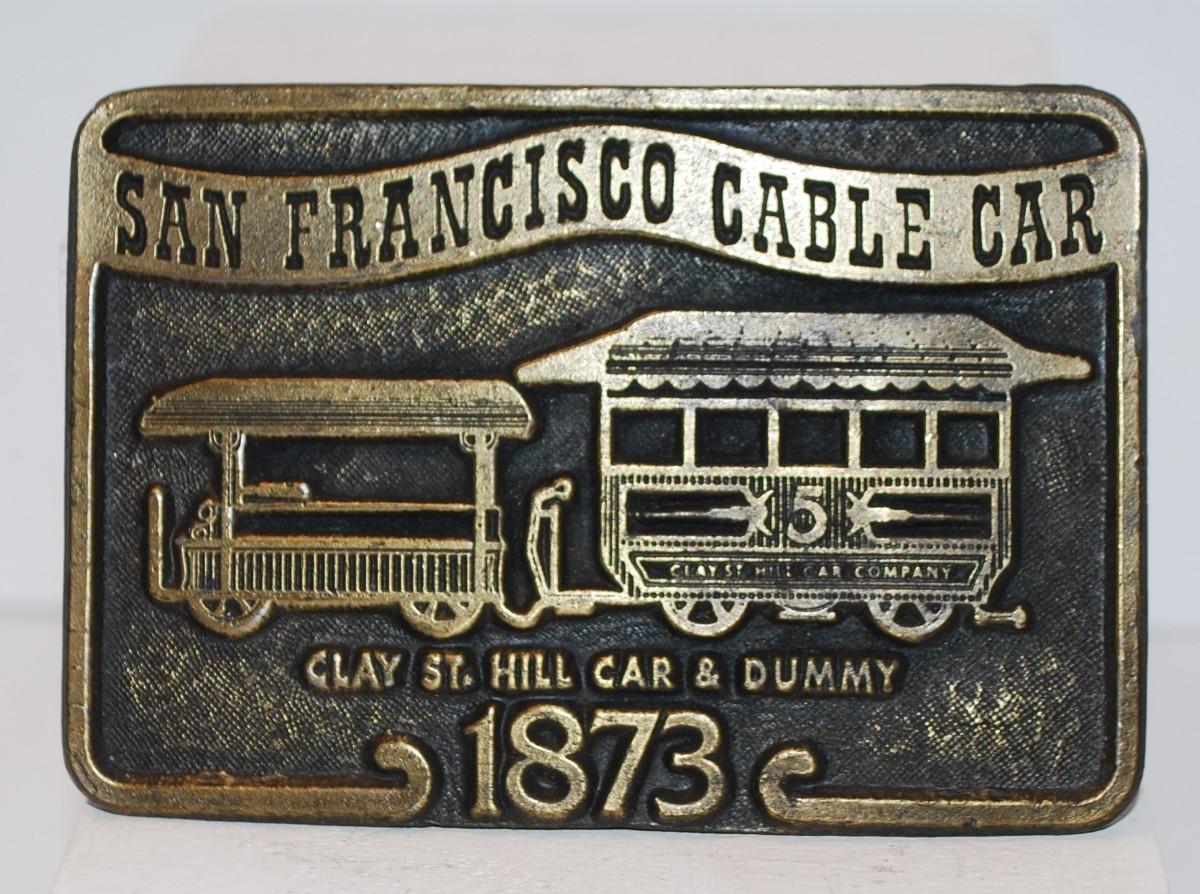 SAN FRANCISCO CABLE CAR
5
CLAY ST. HILL CAR COMPANY
CLAY ST. HILL CAR & DUMMY
1873